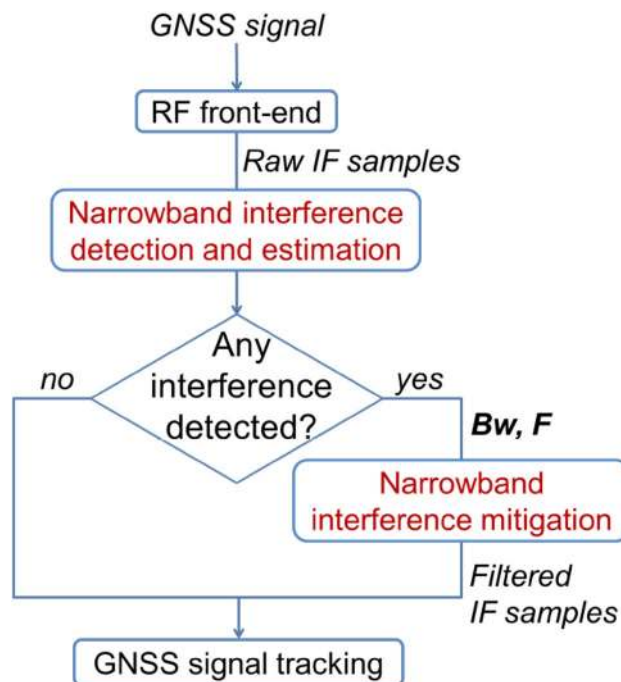 GNSS signal
RF front-end
Raw IF samples
Narrowband interference
detection and estimation
Any
interference
detected?
no
yes
Bw, F
Narrowband
interference mitigation
Filtered
IF samples
GNSS signal tracking